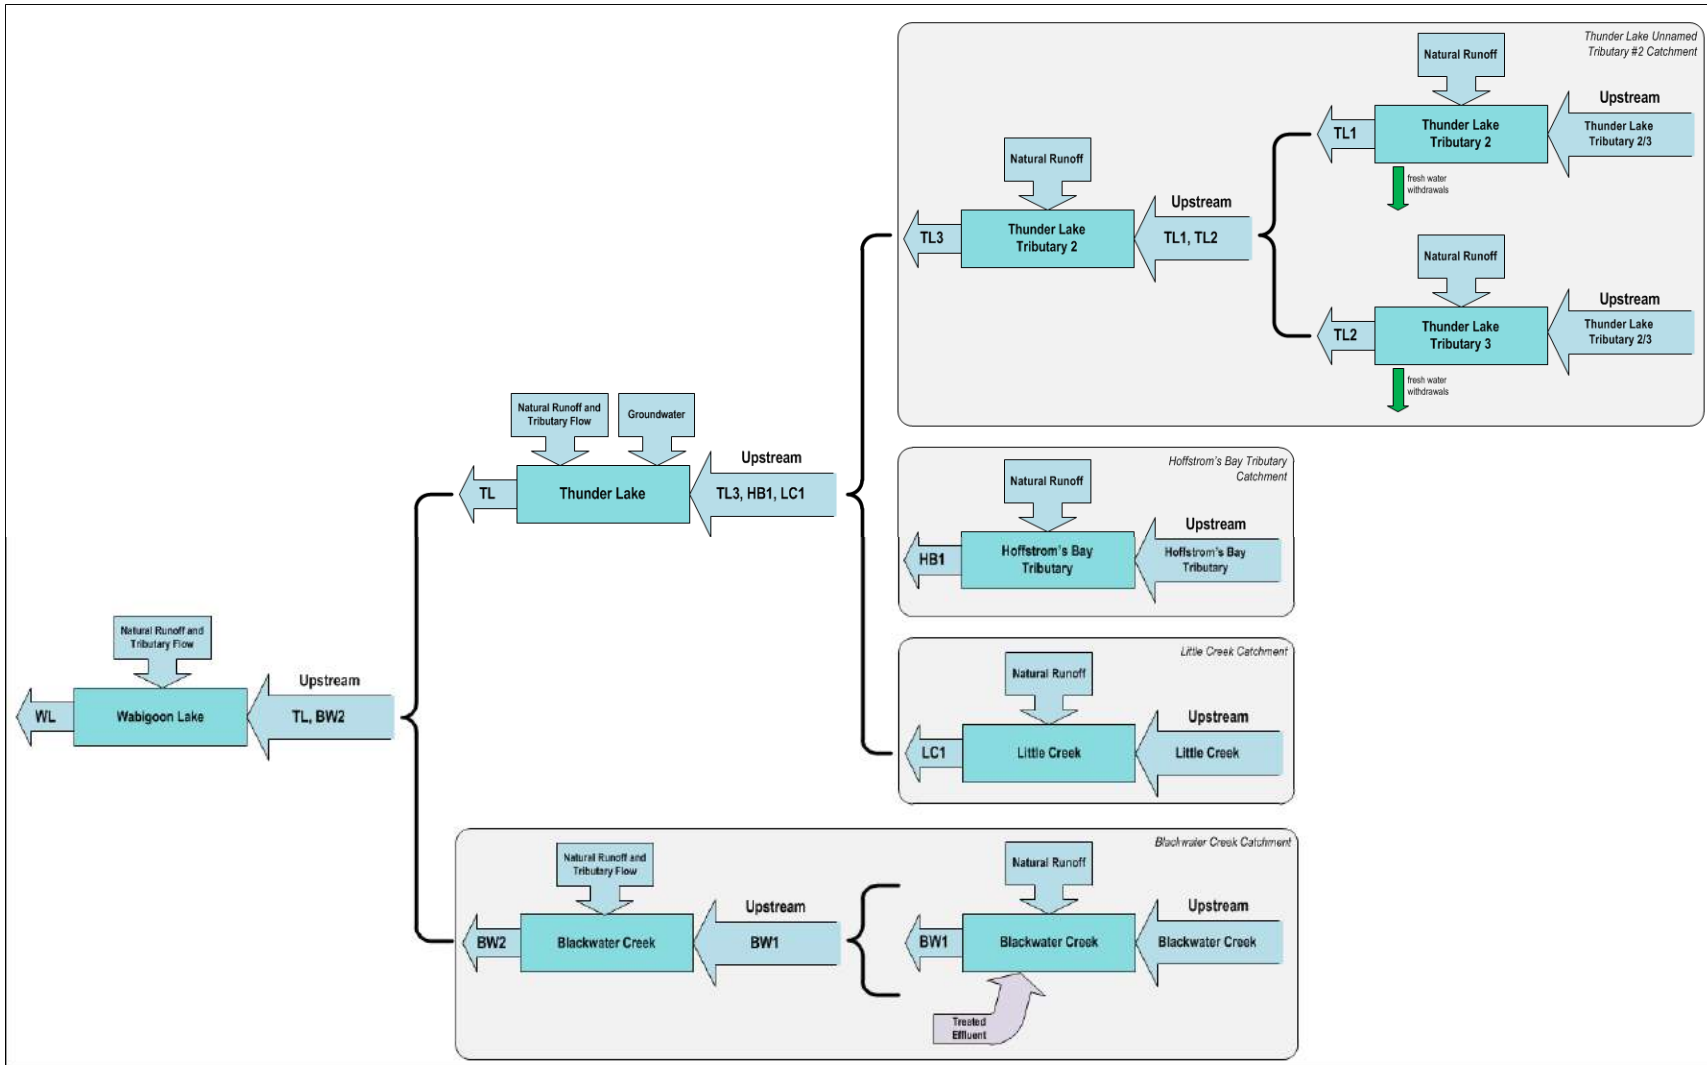 Thunder Lake Unnamed
Tributary #2 Catchment
Natural Runoff
Upstream
TL1
Thunder Lake
Tributary 2
Thunder Lake
Tributary 2/3
fresh water
withdrawals
Natural Runoff
Upstream
TL3
Thunder Lake
Tributary 2
TL1, TL2
Natural Runoff
Upstream
TL2
Thunder Lake
Tributary 3
Thunder Lake
Tributary 2/3
fresh water
withdrawals
Natural Runoff and
Tributary Flow
Groundwater
Upstream
TL
Thunder Lake
TL3, HB1, LC1
Hoffstrom's Bay Tributary
Catchment
Natural Runoff
Upstream
HB1
Hoffstrom's Bay
Tributary
Hoffstrom's Bay
Tributary
Natural Runoff and
Tributary Flow
Upstream
WL
Wabigoon Lake
TL, BW2
Little Creek Catchment
Natural Runoff
Upstream
LC1
Little Creek
Little Creek
Blackwater Creek Catchment
Natural Runoff and
Tributary Flow
Upstream
BW2
Blackwater Creek
BW1
Natural Runoff
Upstream
BW1
Blackwater Creek
Blackwater Creek
Treated
Effluent